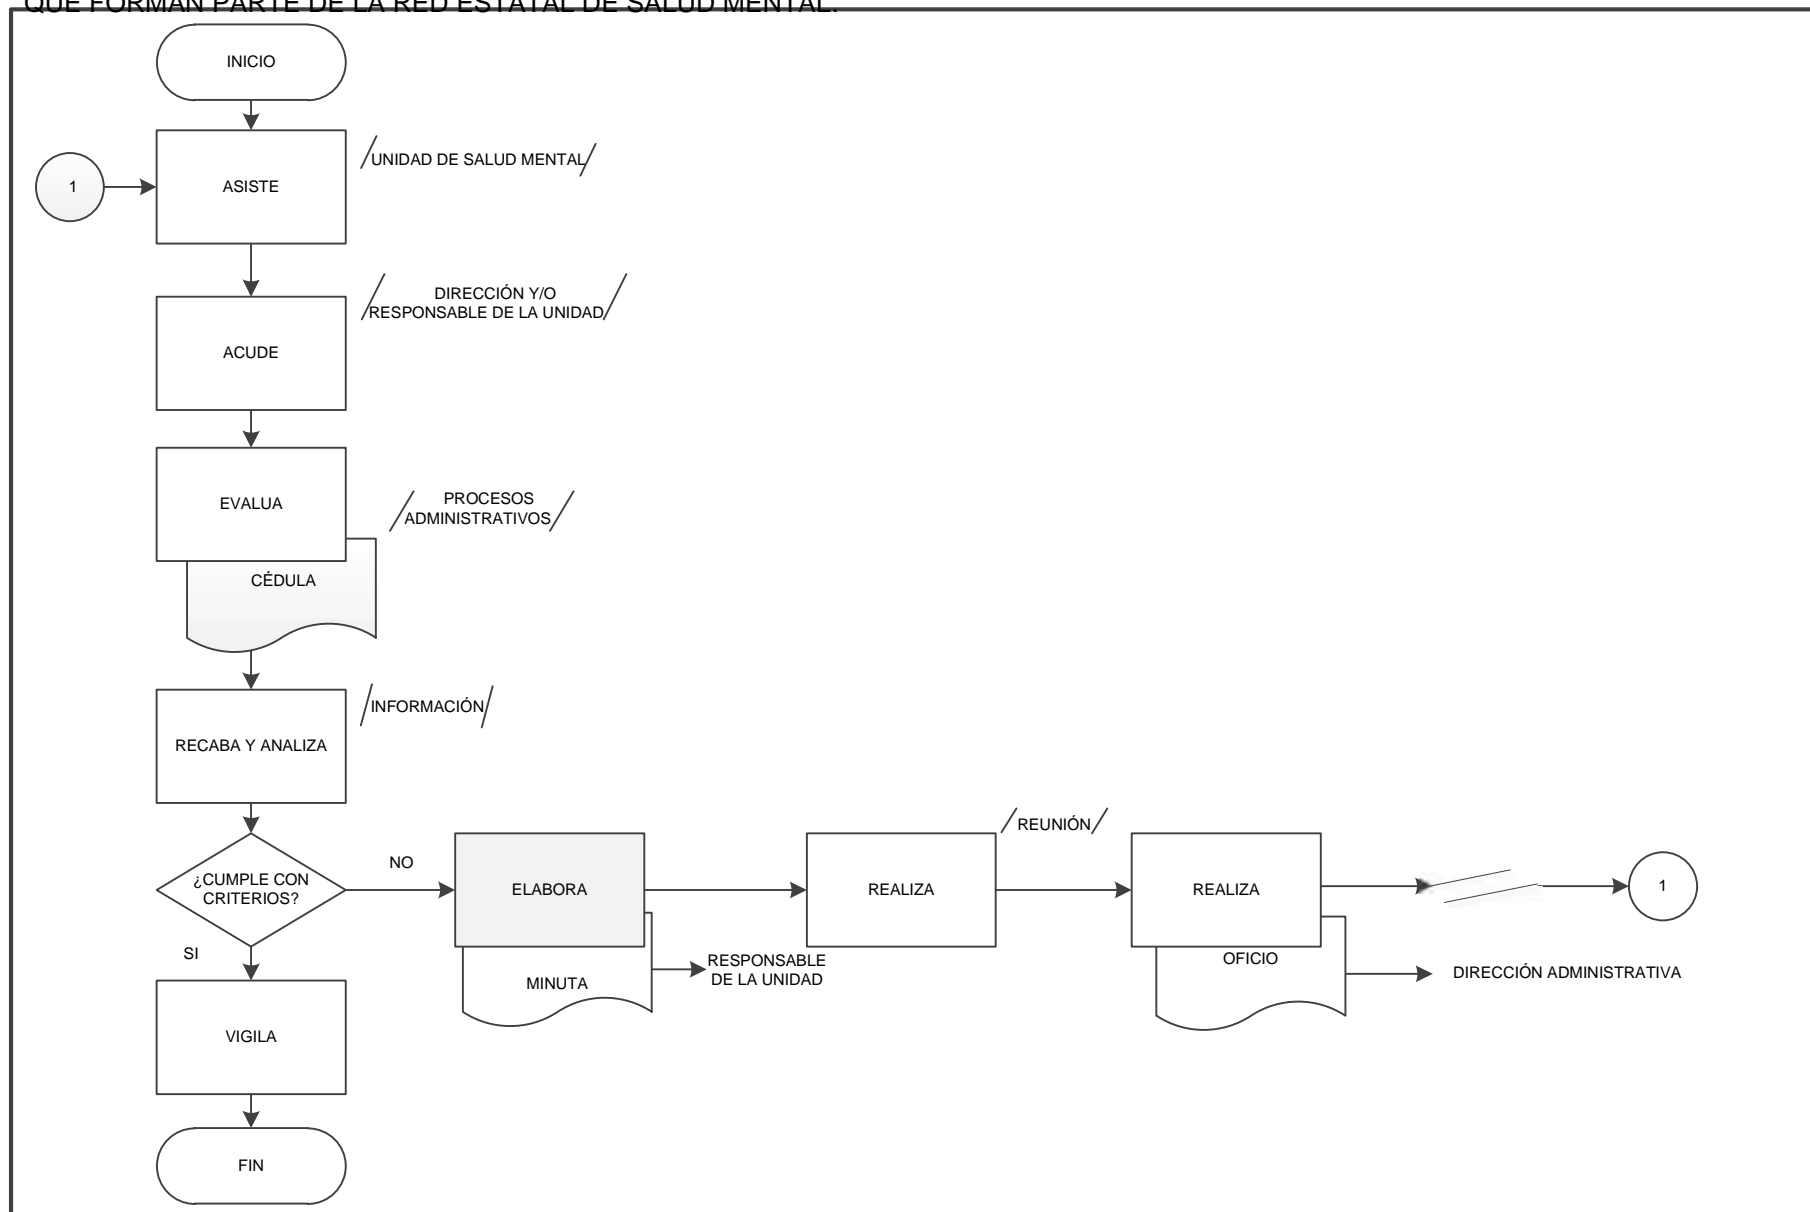 QUE FORMAN PARTE DE LA RED ESTATAL DE SALUD MENTAL.
INICIO
1
ASISTE
UNIDAD DE SALUD MENTAL
ACUDE
DIRECCIÓN Y/O
RESPONSABLE DE LA UNIDAD
EVALUA
PROCESOS
ADMINISTRATIVOS
CÉDULA
RECABA Y ANALIZA
INFORMACIÓN
¿CUMPLE CON
CRITERIOS?
NO
ELABORA
MINUTA
RESPONSABLE
DE LA UNIDAD
REALIZA
REUNIÓN
REALIZA
OFICIO
DIRECCIÓN ADMINISTRATIVA
1
SI
VIGILA
FIN